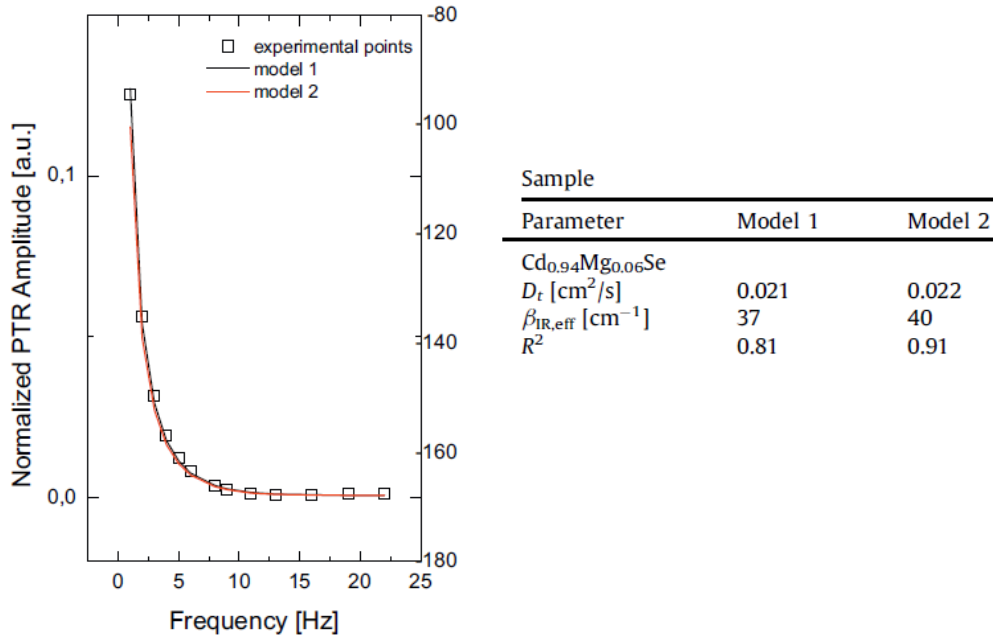 -80
experimental points
model 1
model 2
-100
0,1
-120
-140
-160
0,0
-180
0 5 10 15 20 25
Normalized PTR Amplitude [a.u.]
Frequency [Hz]
Sample
Parameter Model 1 Model 2
Cd0.94Mg0.06Se
Dt [cm2/s] 0.021 0.022
βIR,eff [cm−1] 37 40
R2 0.81 0.91